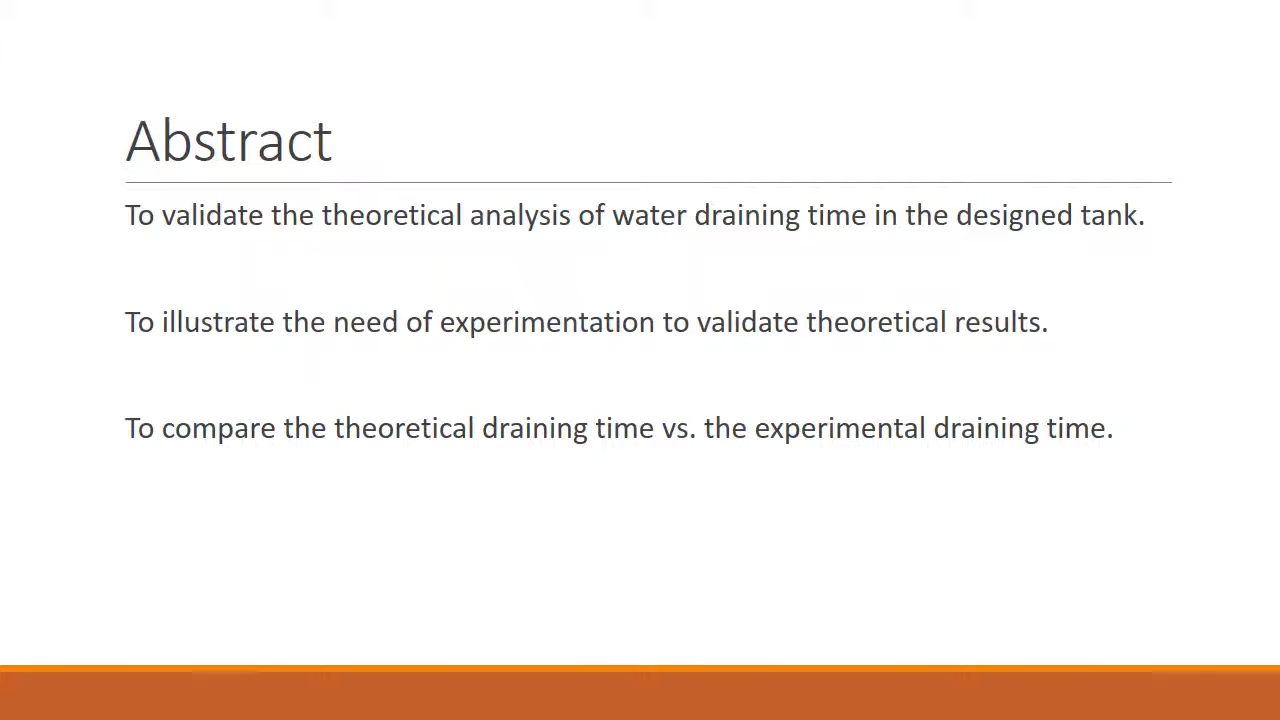 Abstract
To validate the theoretical analysis of water draining time in the designed tank.
To illustrate the need of experimentation to validate theoretical results.
To compare the theoretical draining time vs. the experimental draining time.